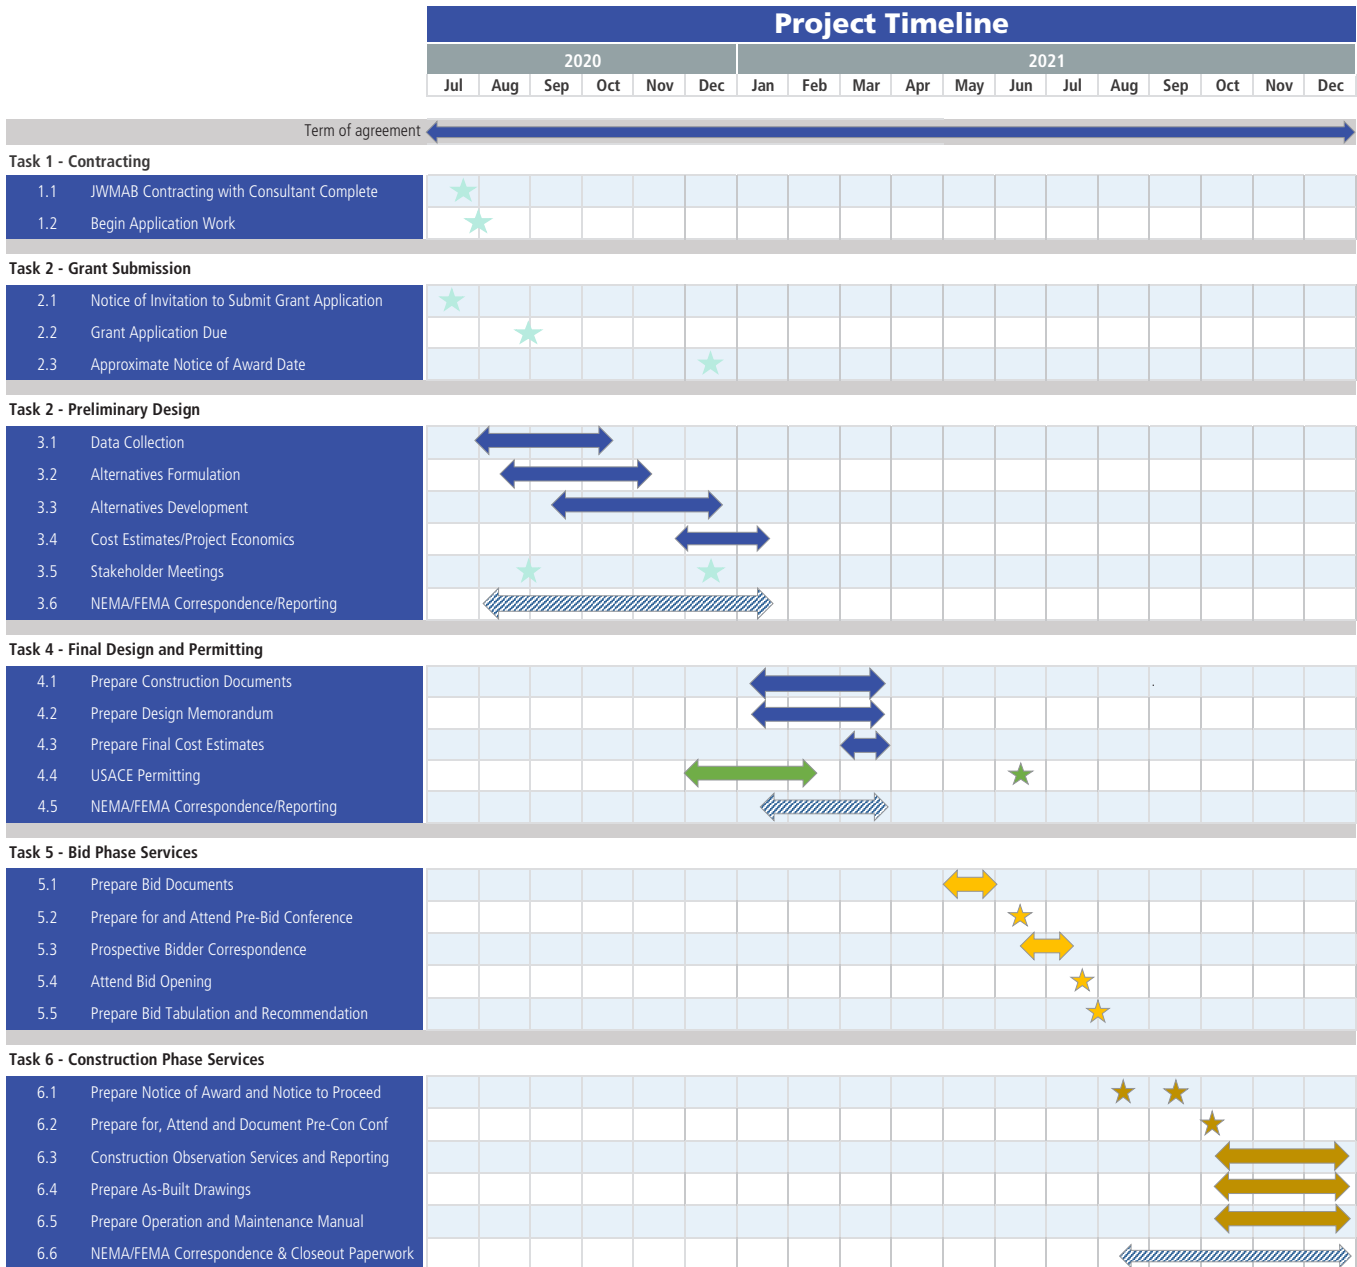 Project Timeline
2020 2021
Jul Aug Sep Oct Nov Dec Jan Feb Mar Apr May Jun Jul Aug Sep Oct Nov Dec
Term of agreement
Task 1 - Contracting
1.1 JWMAB Contracting with Consultant Complete
1.2 Begin Application Work
Task 2 - Grant Submission
2.1 Notice of Invitation to Submit Grant Application
2.2 Grant Application Due
2.3 Approximate Notice of Award Date
Task 2 - Preliminary Design
3.1 Data Collection
3.2 Alternatives Formulation
3.3 Alternatives Development
3.4 Cost Estimates/Project Economics
3.5 Stakeholder Meetings
3.6 NEMA/FEMA Correspondence/Reporting
Task 4 - Final Design and Permitting
4.1 Prepare Construction Documents
4.2 Prepare Design Memorandum
4.3 Prepare Final Cost Estimates
4.4 USACE Permitting
4.5 NEMA/FEMA Correspondence/Reporting
Task 5 - Bid Phase Services
5.1 Prepare Bid Documents
5.2 Prepare for and Attend Pre-Bid Conference
5.3 Prospective Bidder Correspondence
5.4 Attend Bid Opening
5.5 Prepare Bid Tabulation and Recommendation
Task 6 - Construction Phase Services
6.1 Prepare Notice of Award and Notice to Proceed
6.2 Prepare for, Attend and Document Pre-Con Conf
6.3 Construction Observation Services and Reporting
6.4 Prepare As-Built Drawings
6.5 Prepare Operation and Maintenance Manual
6.6 NEMA/FEMA Correspondence & Closeout Paperwork